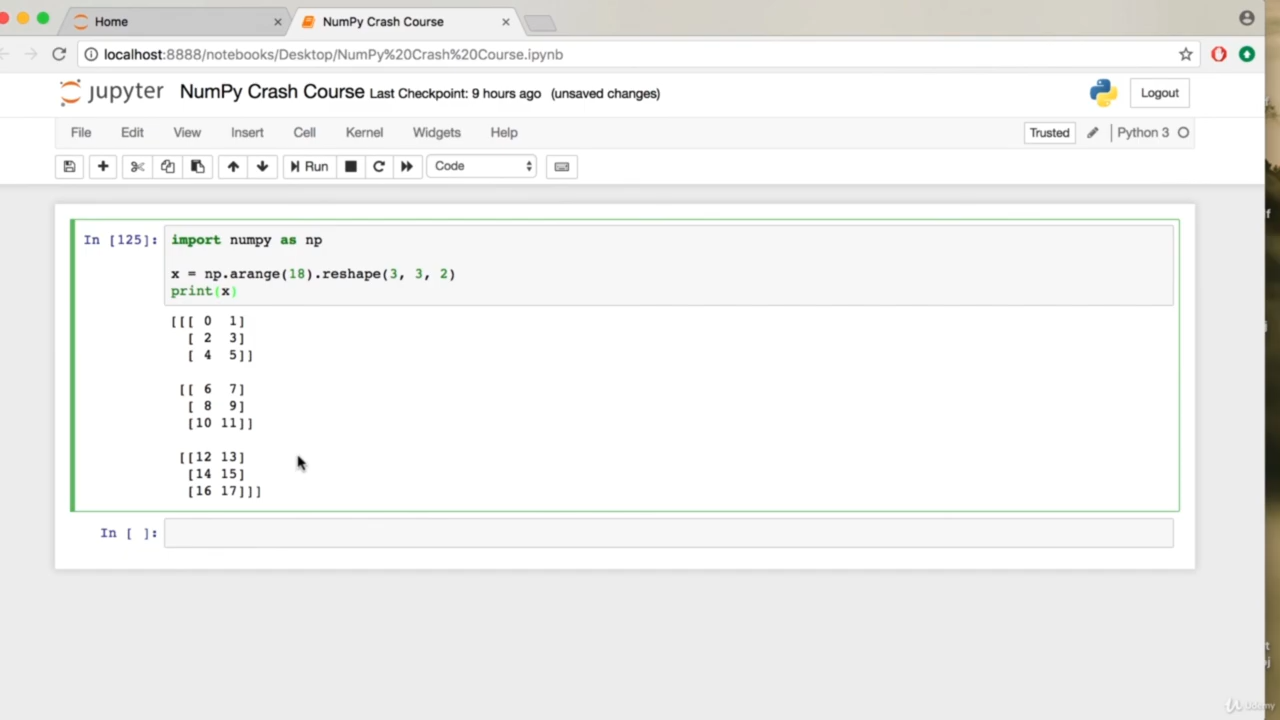 Home
NumPy Crash Course
localhost:8888/notebooks/Desktop/NumPy%20Crash%20Course.ipynb
jupyter NumPy Crash Course Last Checkpoint: 9 hours ago (unsaved changes)
Logout
File Edit View Insert Cell Kernel Widgets Help
Trusted
Python 3
Run
Code
In [125]: import numpy as np
x = np.arange(18).reshape(3, 3, 2)
print(x)
[[[ 0  1]
[ 2  3]
[ 4  5]]
[[ 6  7]
[ 8  9]
[10 11]]
[[12 13]
[14 15]
[16 17]]]
In [ ]:
Udemy